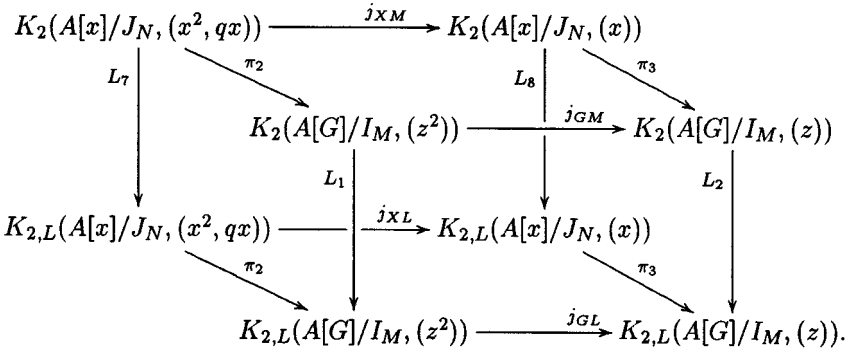 K_2(A[x]/J_N, (x^2, qx)) j_{XM} K_2(A[x]/J_N, (x))
L_7 π_2 L_8 π_3
K_2(A[G]/I_M, (z^2)) j_{GM} K_2(A[G]/I_M, (z))
L_1 L_2
K_{2,L}(A[x]/J_N, (x^2, qx)) j_{XL} K_{2,L}(A[x]/J_N, (x))
π_2 π_3
K_{2,L}(A[G]/I_M, (z^2)) j_{GL} K_{2,L}(A[G]/I_M, (z)).